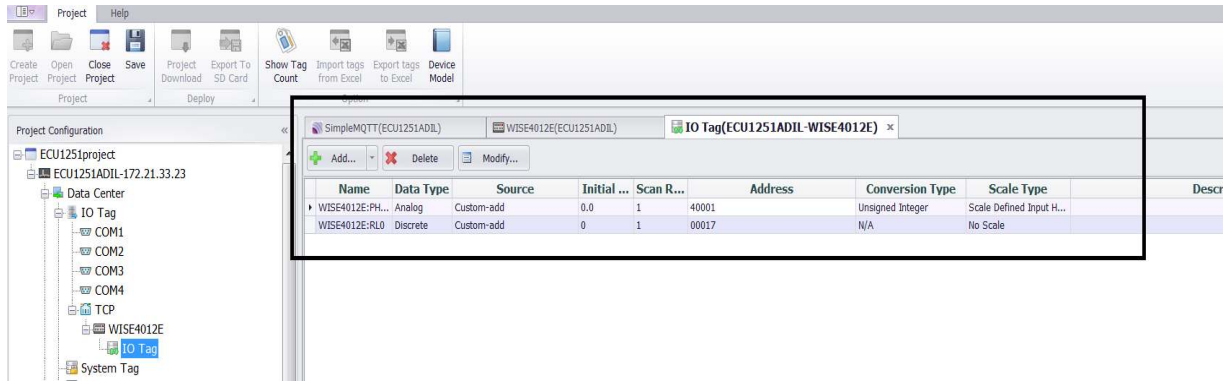 Project Help
Create Project
Open Project
Close Project
Save
Project Download
Export To SD Card
Show Tag Count
Import tags from Excel
Export tags to Excel
Device Model
Project
Deploy
Option
Project Configuration
SimpleMQTT(ECU1251ADIL) WISE4012E(ECU1251ADIL) IO Tag(ECU1251ADIL-WISE4012E)
Add... Delete Modify...
Name Data Type Source Initial ... Scan R... Address Conversion Type Scale Type Descr
WISE4012E:PH... Analog Custom-add 0.0 1 40001 Unsigned Integer Scale Defined Input H...
WISE4012E:RL0 Discrete Custom-add 0 1 00017 N/A No Scale
ECU1251project
ECU1251ADIL-172.21.33.23
Data Center
IO Tag
COM1
COM2
COM3
COM4
TCP
WISE4012E
IO Tag
System Tag